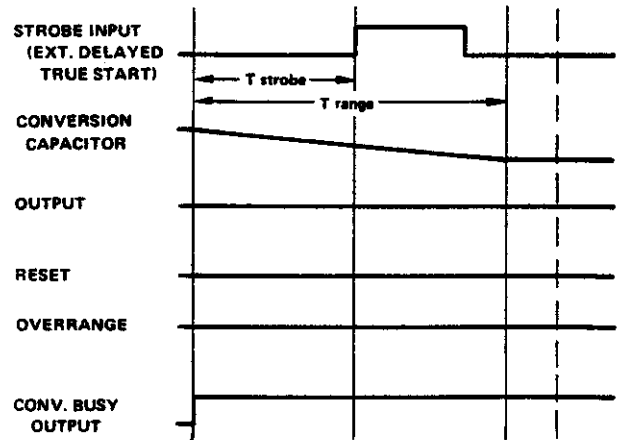 STROBE INPUT
(EXT. DELAYED
TRUE START)
T strobe
T range
CONVERSION
CAPACITOR
OUTPUT
RESET
OVERRANGE
CONV. BUSY
OUTPUT